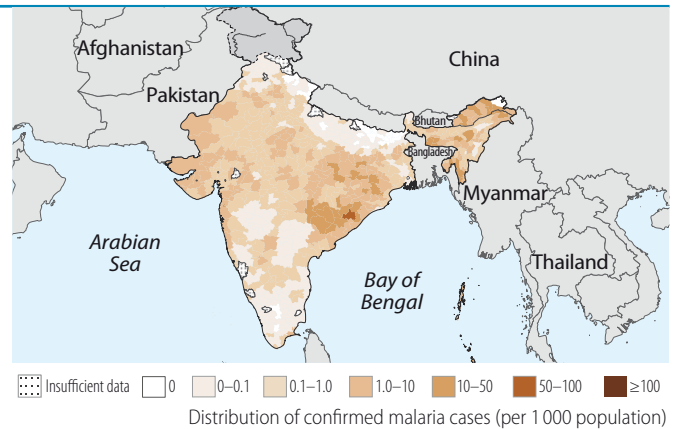 Afghanistan
China
Pakistan
Bhutan
Bangladesh
Myanmar
Arabian
Sea
Thailand
Bay of
Bengal
Insufficient data 0 0–0.1 0.1–1.0 1.0–10 10–50 50–100 ≥100
Distribution of confirmed malaria cases (per 1 000 population)